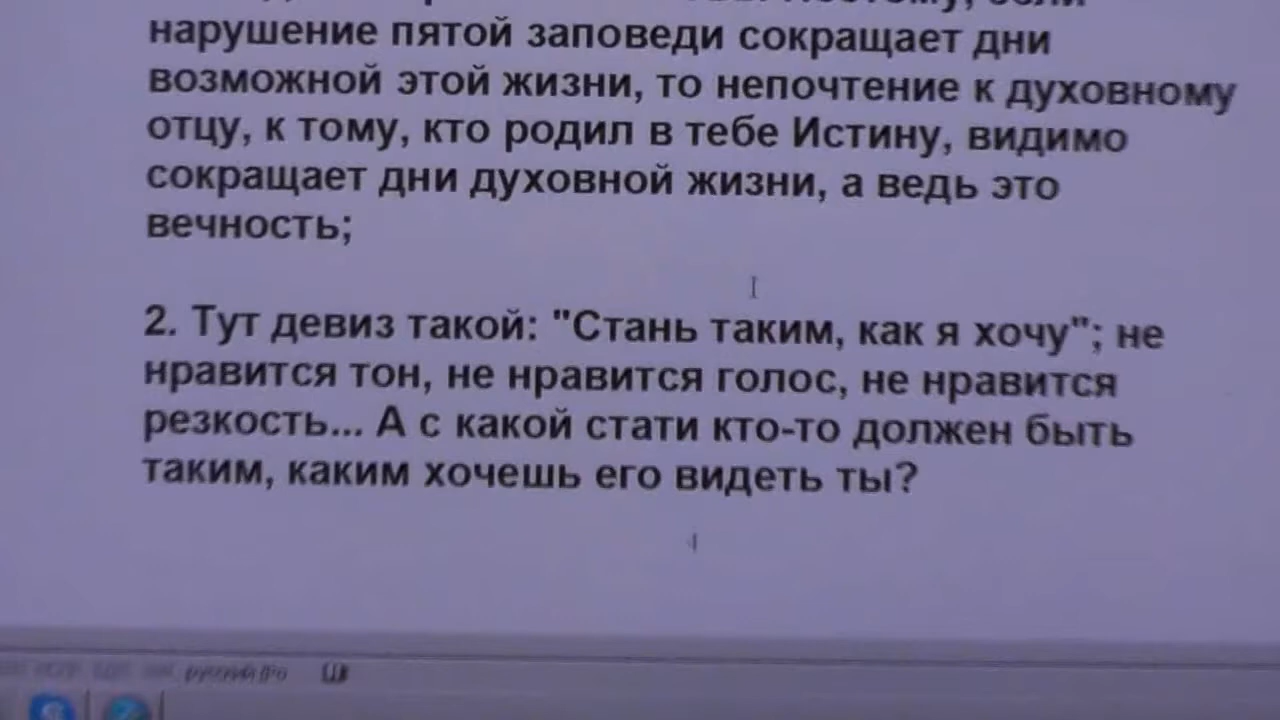 нарушение пятой заповеди сокращает дни
возможной этой жизни, то непочтение к духовному
отцу, к тому, кто родил в тебе Истину, видимо
сокращает дни духовной жизни, а ведь это
вечность;
2. Тут девиз такой: "Стань таким, как я хочу"; не
нравится тон, не нравится голос, не нравится
резкость... А с какой стати кто-то должен быть
таким, каким хочешь его видеть ты?